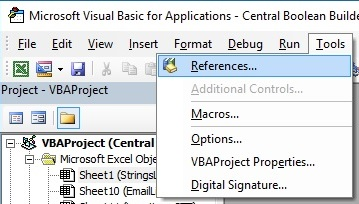 Microsoft Visual Basic for Applications - Central Boolean Builde
File Edit View Insert Format Debug Run Tools
References...
Additional Controls...
Macros...
Options...
VBAProject Properties...
Digital Signature...
Project - VBAProject
VBAProject (Central
Microsoft Excel Obje
Sheet1 (StringsL
Sheet10 (EmailL